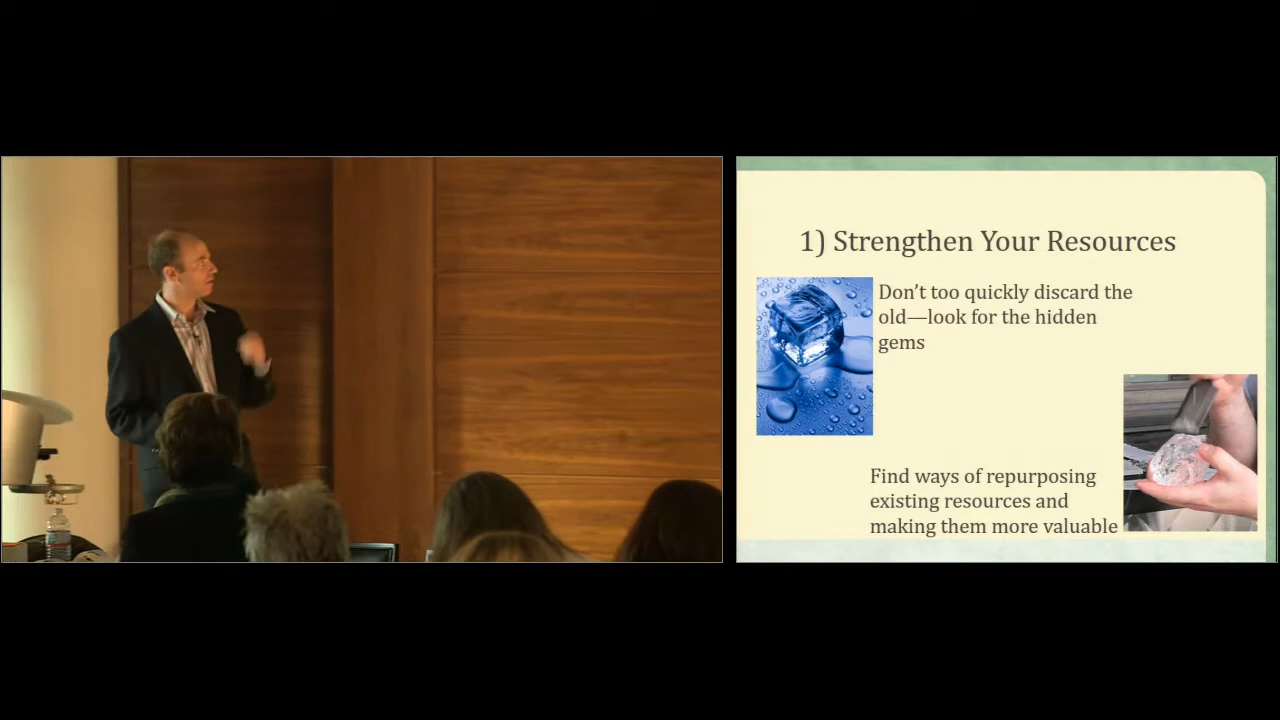 1) Strengthen Your Resources
Don’t too quickly discard the
old—look for the hidden
gems
Find ways of repurposing
existing resources and
making them more valuable